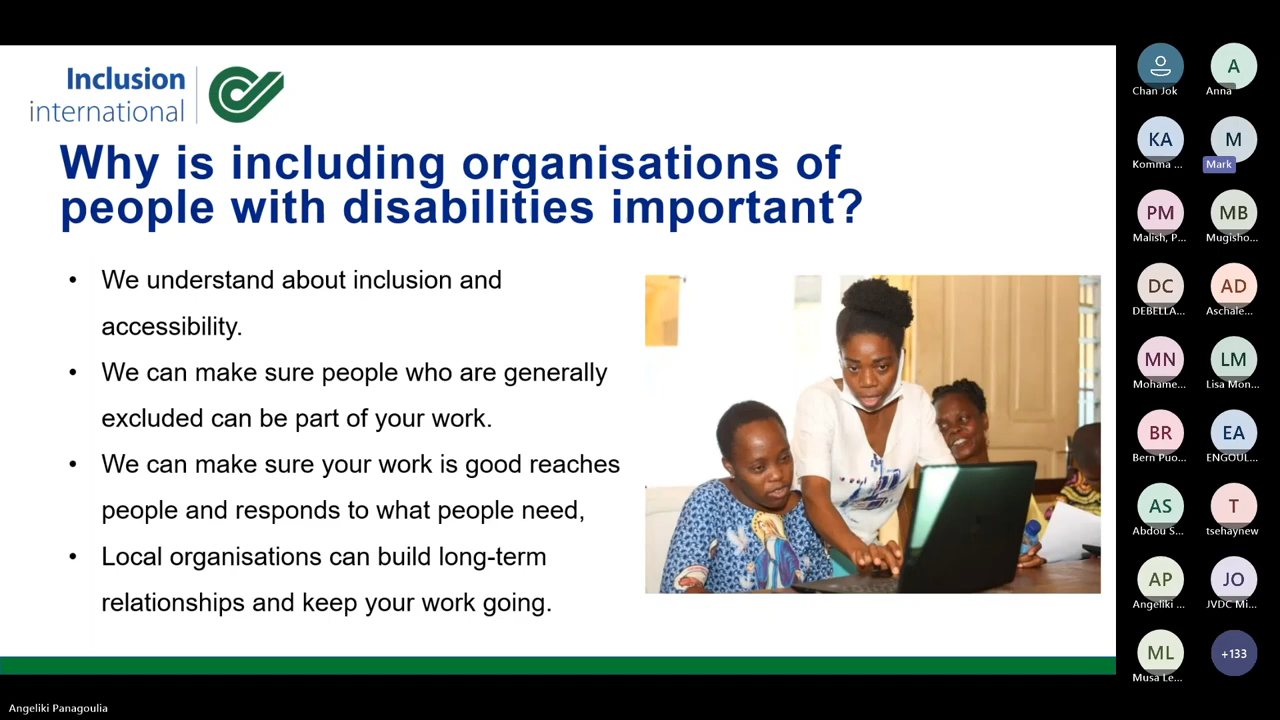 Inclusion
international
Why is including organisations of
people with disabilities important?
• We understand about inclusion and
accessibility.
• We can make sure people who are generally
excluded can be part of your work.
• We can make sure your work is good reaches
people and responds to what people need,
• Local organisations can build long-term
relationships and keep your work going.
Chan Jok
A
Anna
KA
Komma ...
M
Mark
PM
Malish, P...
MB
Mugisho...
DC
DEBELLA...
AD
Aschale...
MN
Mohame...
LM
Lisa Mon...
BR
Bern Puo...
EA
ENGOUL...
AS
Abdou S...
T
tsehaynew
AP
Angeliki ...
JO
JVDC Mi...
ML
Musa Le...
+133
Angeliki Panagoulia